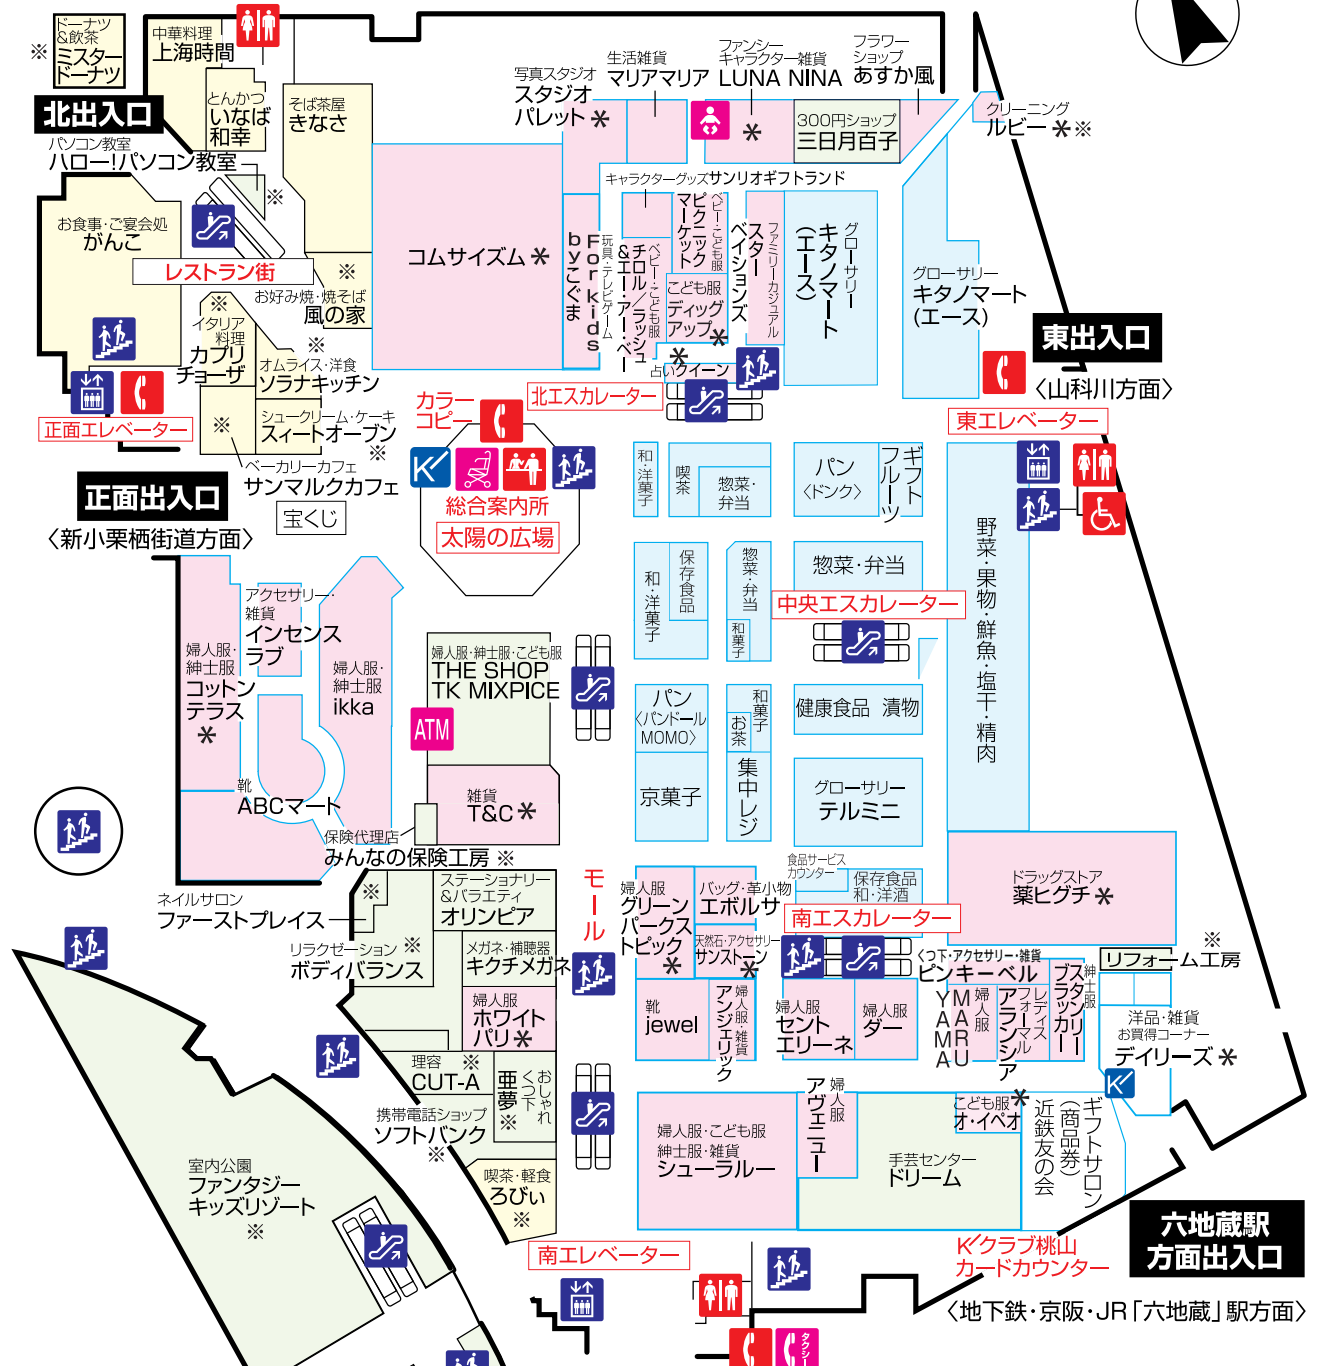 ドーナツ
&飲茶
ミスター
ドーナツ
※
中華料理
上海時間
北出入口
とんかつ
いなば
和幸
そば茶屋
きなさ
パソコン教室
ハロー!パソコン教室
※
お食事・ご宴会処
がんこ
レストラン街
※
お好み焼・焼そば
風の家
※
イタリア
料理
カプリ
チョーザ
※
オムライス・洋食
ソラナキッチン
シュークリーム・ケーキ
スィートオーブン
※
※
ベーカリーカフェ
サンマルクカフェ
宝くじ
正面エレベーター
正面出入口
〈新小栗栖街道方面〉
写真スタジオ
スタジオ
パレット*
生活雑貨
マリアマリア
ファンシー
キャラクター雑貨
LUNA NINA
*
フラワー
ショップ
あすか風
300円ショップ
三日月百子
クリーニング
ルビー*※
コムサイズム*
玩具・テレビゲーム
For kids
byこぐま
キャラクターグッズサンリオギフトランド
ベビー・こども服
ピクニック
マーケット
ベビー・こども服
チロル/ラッシュ
&エー・アー・ベー
*
こども服
ディッグ
アップ*
ファミリーカジュアル
スター
ベイションズ
占いクイーン
グローサリー
キタノマート
(エース)
グローサリー
キタノマート
(エース)
東出入口
〈山科川方面〉
東エレベーター
北エスカレーター
カラー
コピー
K
総合案内所
太陽の広場
和・洋菓子
喫茶
惣菜・
弁当
パン
〈ドンク〉
ギフト
フルーツ
和・洋菓子
保存食品
惣菜・弁当
和菓子
惣菜・弁当
中央エスカレーター
野菜・果物・鮮魚・塩干・精肉
パン
〈パンドール
MOMO〉
和菓子
お茶
健康食品 漬物
京菓子
集中レジ
グローサリー
テルミニ
アクセサリー・
雑貨
インセンス
ラブ
婦人服・
紳士服
コットン
テラス
*
婦人服・
紳士服
ikka
靴
ABCマート
婦人服・紳士服・こども服
THE SHOP
TK MIXPICE
ATM
雑貨
T&C*
保険代理店
みんなの保険工房※
ネイルサロン
ファーストプレイス
※
ステーショナリー
&バラエティ
オリンピア
リラクゼーション※
ボディバランス
メガネ・補聴器
キクチメガネ
婦人服
ホワイト
パリ*
理容※
CUT-A
おしゃれ
くつ下
亜夢
※
携帯電話ショップ
ソフトバンク
※
喫茶・軽食
ろびい
※
モール
婦人服
グリーン
パークス
トピック
*
バッグ・革小物
エボルサ
天然石・アクセサリー
サンストーン
*
食品サービス
カウンター
保存食品
和・洋酒
南エスカレーター
ドラッグストア
薬ヒグチ*
靴
jewel
婦人服・雑貨
アンジェリック
婦人服
セント
エリーネ
婦人服
ダー
くつ下・アクセサリー・雑貨
ピンキーベル
婦人服
MARU
YAMA
レディス
フォーマル
アランシア
*
紳士服
スタンリー
ブラッカー
※
リフォーム工房
洋品・雑貨
お買得コーナー
デイリーズ*
K
婦人服・こども服
紳士服・雑貨
シューラルー
婦人服
アヴェニュー
こども服
オ・イペオ
手芸センター
ドリーム
ギフトサロン
(商品券)
近鉄友の会
室内公園
ファンタジー
キッズリゾート
※
南エレベーター
Kクラブ桃山
カードカウンター
六地蔵駅
方面出入口
〈地下鉄・京阪・JR「六地蔵」駅方面〉
タクシー